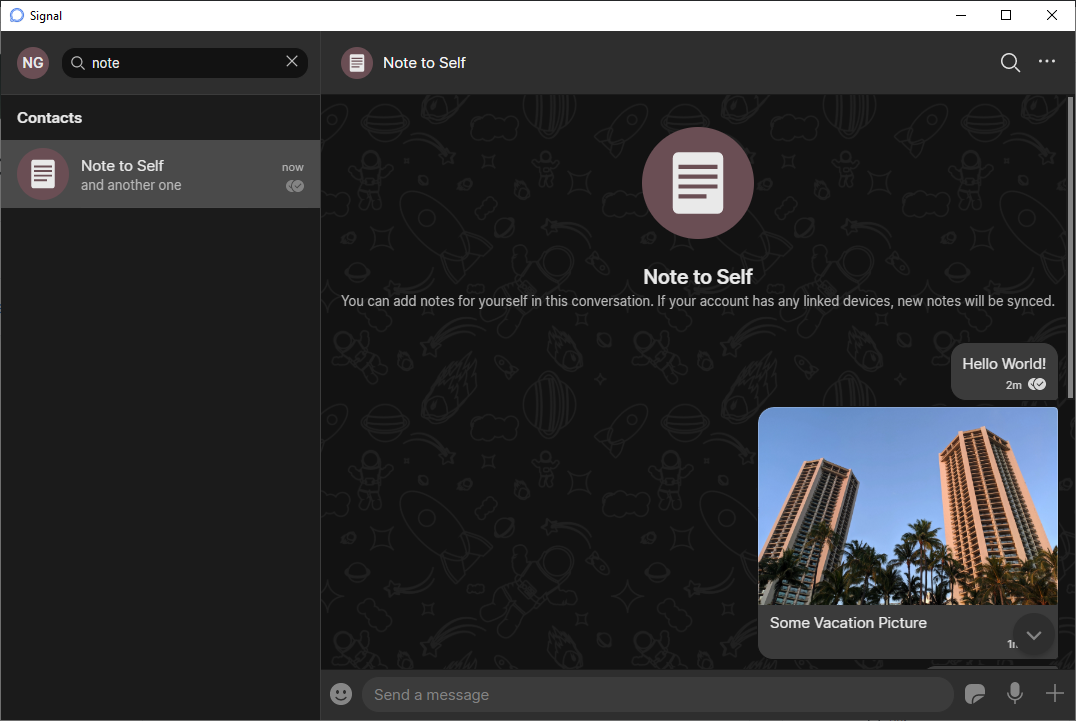 Signal
NG
note
Contacts
Note to Self
now
and another one
Note to Self
Note to Self
You can add notes for yourself in this conversation. If your account has any linked devices, new notes will be synced.
Hello World!
2m
Some Vacation Picture
Send a message